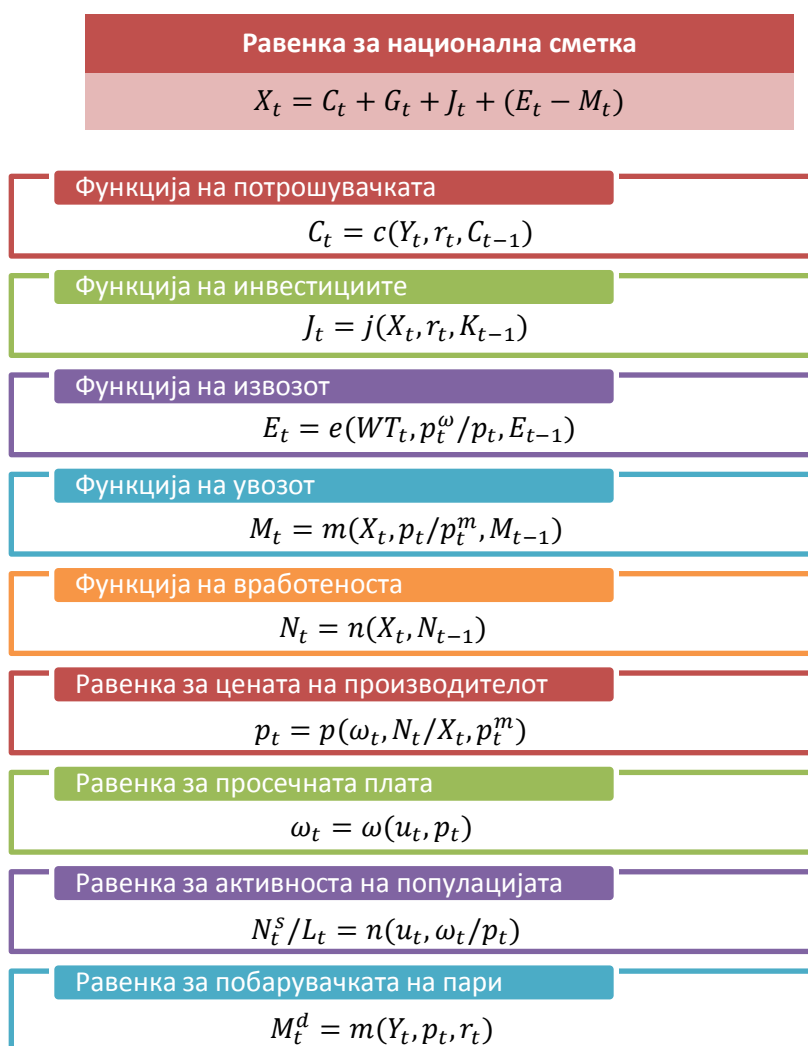 Равенка за национална сметка
X_t = C_t + G_t + J_t + (E_t − M_t)
Функција на потрошувачката
C_t = c(Y_t, r_t, C_{t−1})
Функција на инвестициите
J_t = j(X_t, r_t, K_{t−1})
Функција на извозот
E_t = e(WT_t, p_t^ω/p_t, E_{t−1})
Функција на увозот
M_t = m(X_t, p_t/p_t^m, M_{t−1})
Функција на вработеноста
N_t = n(X_t, N_{t−1})
Равенка за цената на производителот
p_t = p(ω_t, N_t/X_t, p_t^m)
Равенка за просечната плата
ω_t = ω(u_t, p_t)
Равенка за активноста на популацијата
N_t^s/L_t = n(u_t, ω_t/p_t)
Равенка за побарувачката на пари
M_t^d = m(Y_t, p_t, r_t)